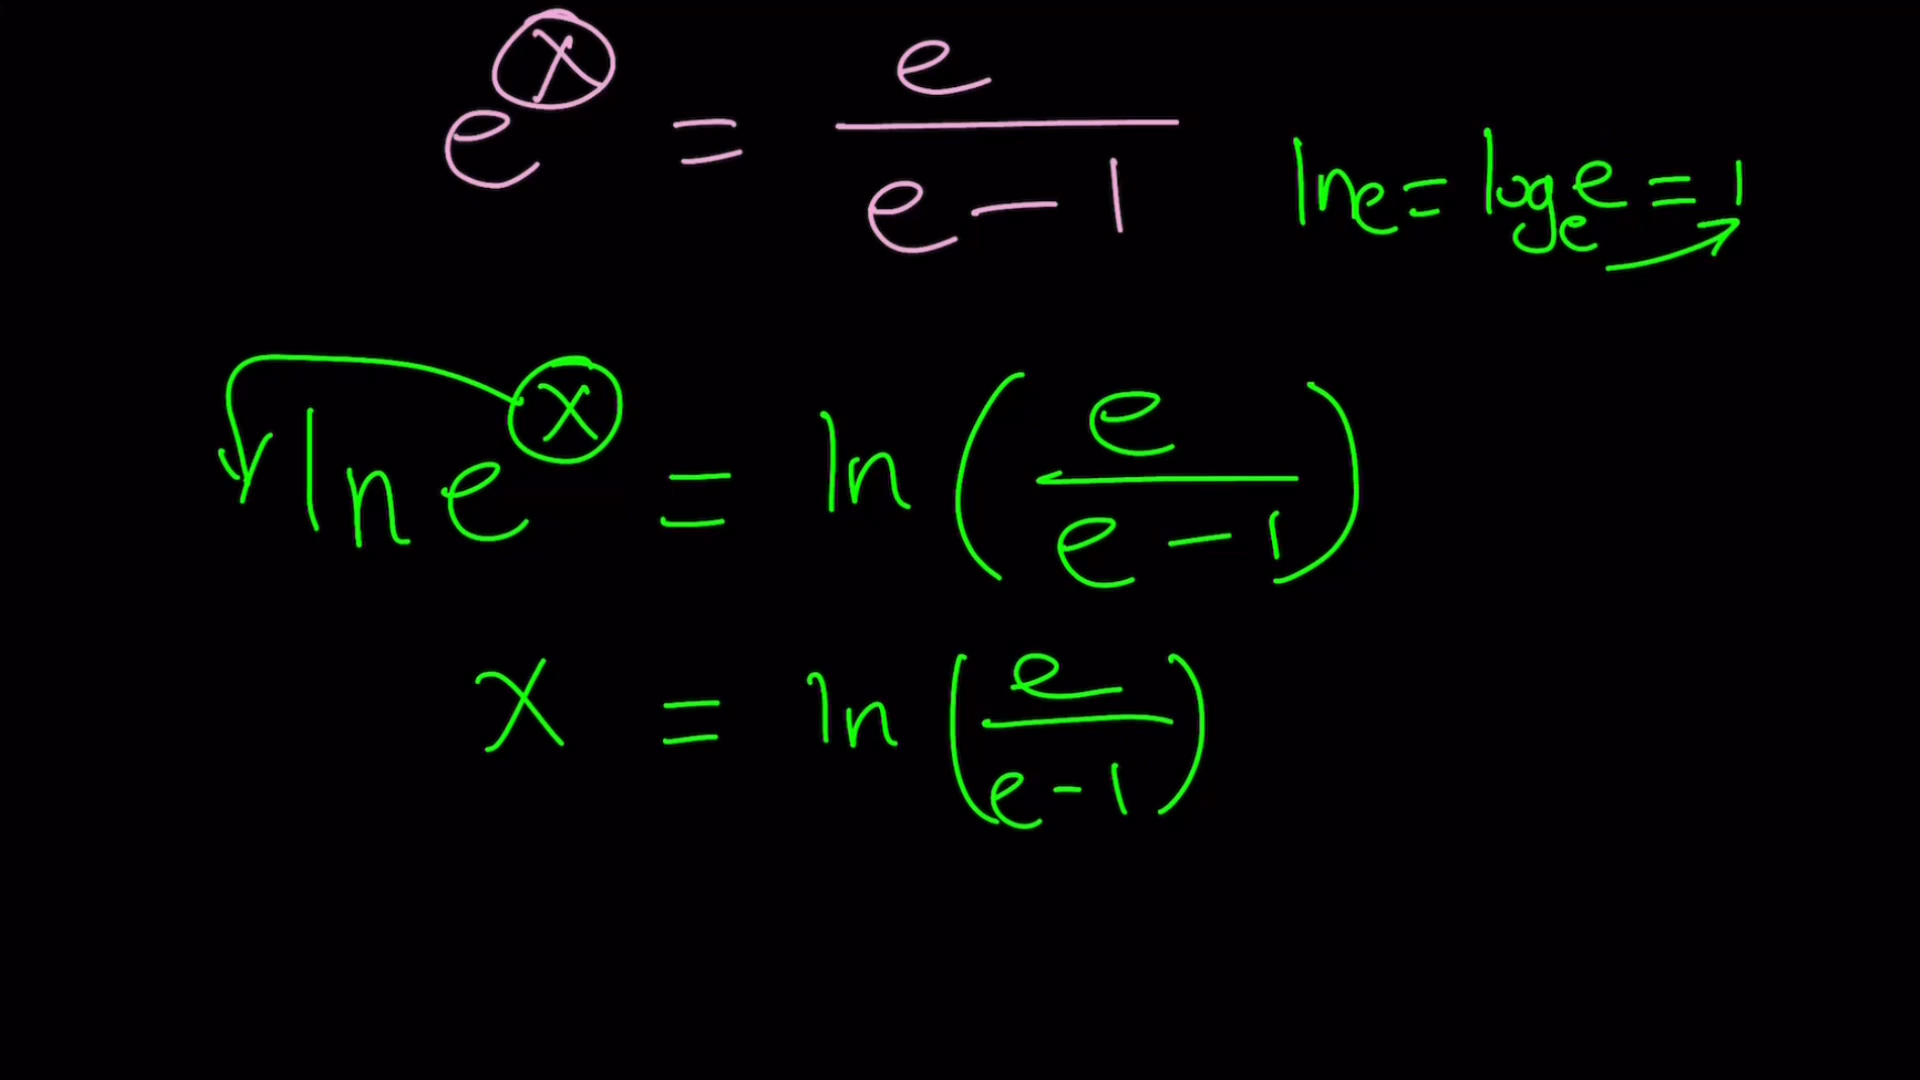 e^x = e/(e-1)
ln e = log_e e = 1
ln e^x = ln(e/(e-1))
x = ln(e/(e-1))